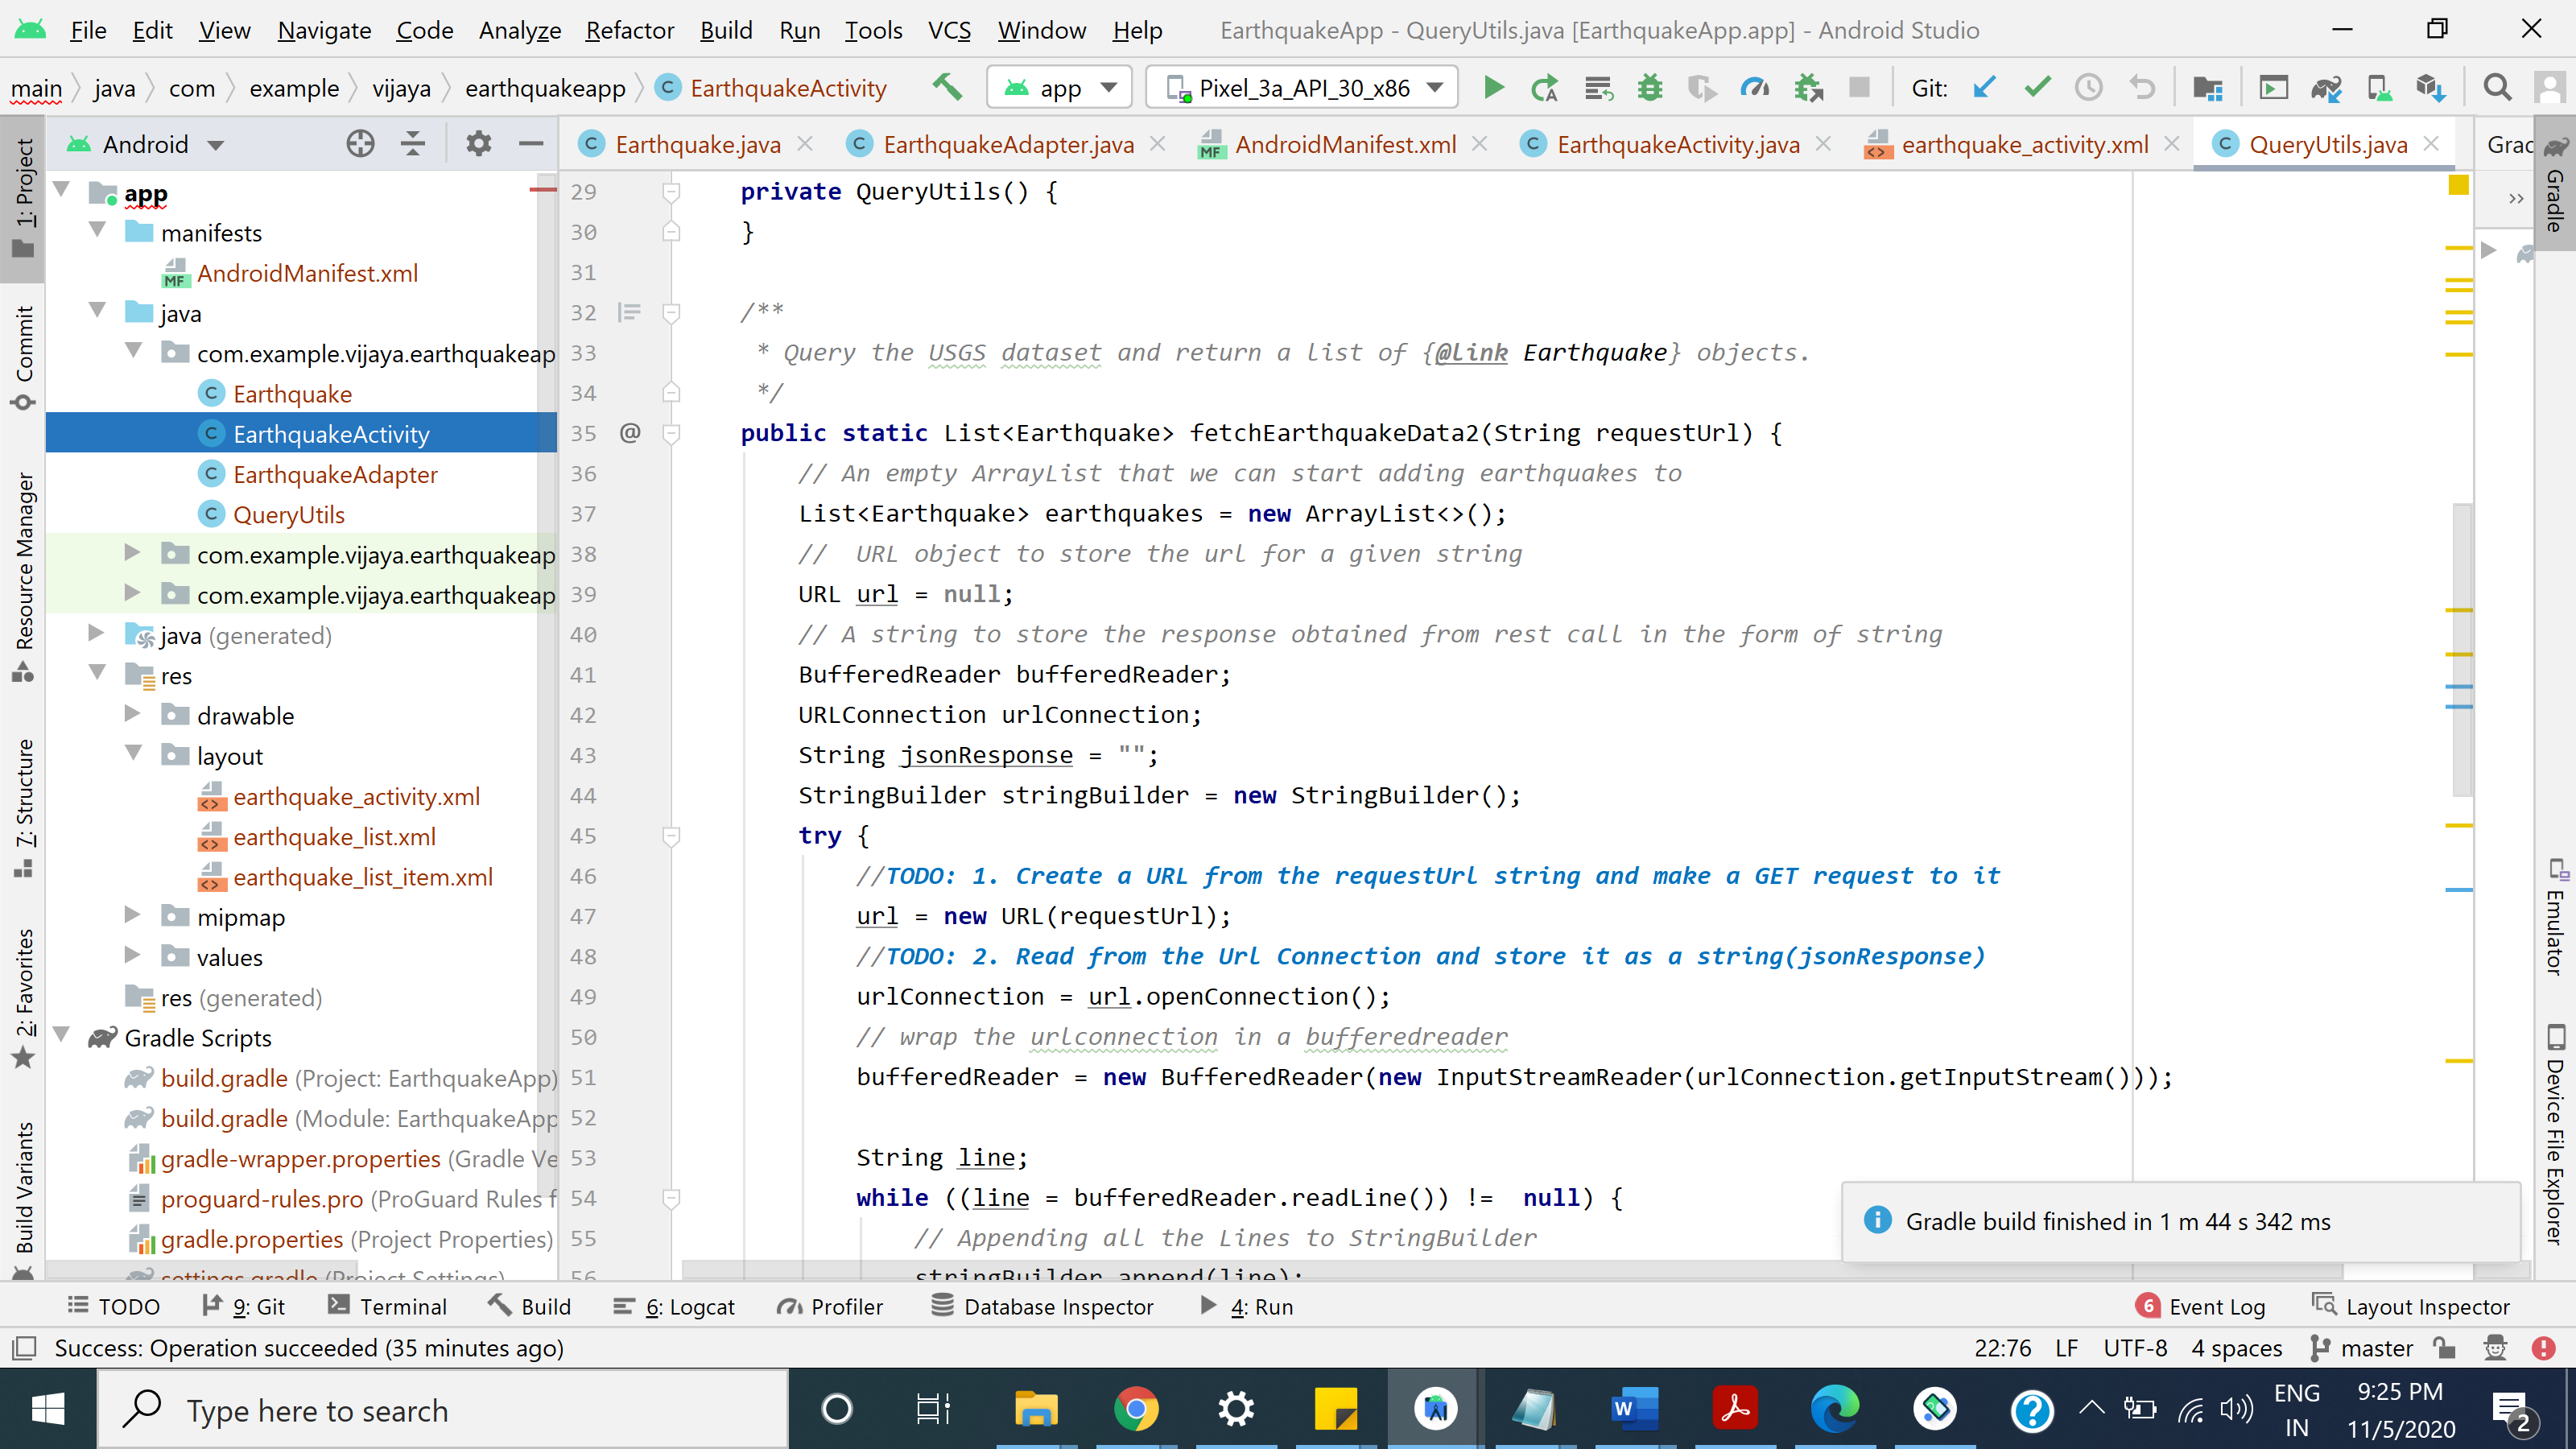 File Edit View Navigate Code Analyze Refactor Build Run Tools VCS Window Help EarthquakeApp - QueryUtils.java [EarthquakeApp.app] - Android Studio
main java com example vijaya earthquakeapp EarthquakeActivity app Pixel_3a_API_30_x86 Git:
Android Earthquake.java EarthquakeAdapter.java AndroidManifest.xml EarthquakeActivity.java earthquake_activity.xml QueryUtils.java Grad
1: Project
Commit
Resource Manager
7: Structure
2: Favorites
Build Variants
app
manifests
AndroidManifest.xml
java
com.example.vijaya.earthquakeap
Earthquake
EarthquakeActivity
EarthquakeAdapter
QueryUtils
com.example.vijaya.earthquakeap
com.example.vijaya.earthquakeap
java (generated)
res
drawable
layout
earthquake_activity.xml
earthquake_list.xml
earthquake_list_item.xml
mipmap
values
res (generated)
Gradle Scripts
build.gradle (Project: EarthquakeApp)
build.gradle (Module: EarthquakeApp
gradle-wrapper.properties (Gradle Ve
proguard-rules.pro (ProGuard Rules f
gradle.properties (Project Properties)
settings.gradle (Project Settings)
29 private QueryUtils() {
30 }
31
32 /**
33 * Query the USGS dataset and return a list of {@link Earthquake} objects.
34 */
35 @ public static List<Earthquake> fetchEarthquakeData2(String requestUrl) {
36 // An empty ArrayList that we can start adding earthquakes to
37 List<Earthquake> earthquakes = new ArrayList<>();
38 //  URL object to store the url for a given string
39 URL url = null;
40 // A string to store the response obtained from rest call in the form of string
41 BufferedReader bufferedReader;
42 URLConnection urlConnection;
43 String jsonResponse = "";
44 StringBuilder stringBuilder = new StringBuilder();
45 try {
46 //TODO: 1. Create a URL from the requestUrl string and make a GET request to it
47 url = new URL(requestUrl);
48 //TODO: 2. Read from the Url Connection and store it as a string(jsonResponse)
49 urlConnection = url.openConnection();
50 // wrap the urlconnection in a bufferedreader
51 bufferedReader = new BufferedReader(new InputStreamReader(urlConnection.getInputStream()));
52
53 String line;
54 while ((line = bufferedReader.readLine()) !=  null) {
55 // Appending all the Lines to StringBuilder
56 stringBuilder.append(line);
Gradle build finished in 1 m 44 s 342 ms
Gradle
Emulator
Device File Explorer
TODO 9: Git Terminal Build 6: Logcat Profiler Database Inspector 4: Run 6 Event Log Layout Inspector
Success: Operation succeeded (35 minutes ago) 22:76 LF UTF-8 4 spaces master
Type here to search ENG 9:25 PM
IN 11/5/2020 2